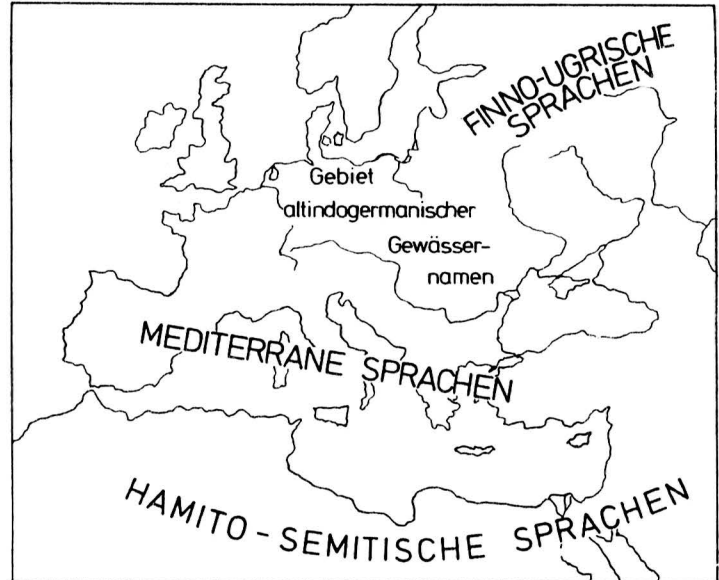 FINNO-UGRISCHE
SPRACHEN
Gebiet
altindogermanischer
Gewässer-
namen
MEDITERRANE SPRACHEN
HAMITO-SEMITISCHE SPRACHEN